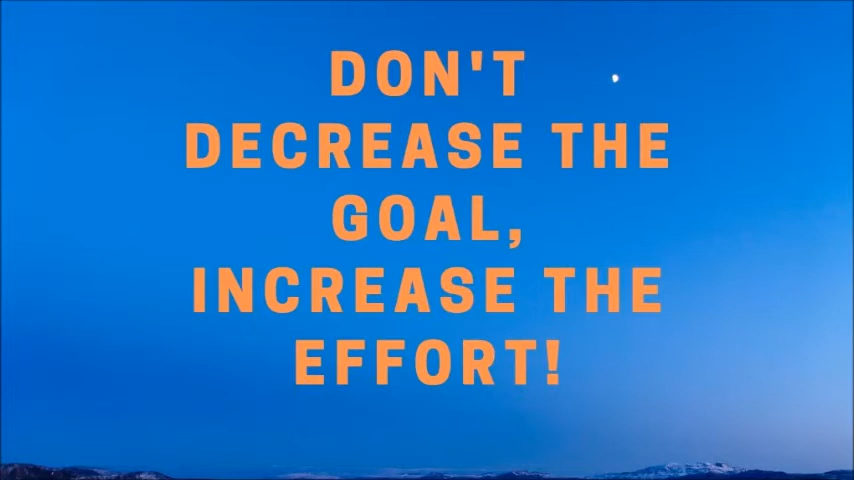 DON'T
DECREASE THE
GOAL,
INCREASE THE
EFFORT!